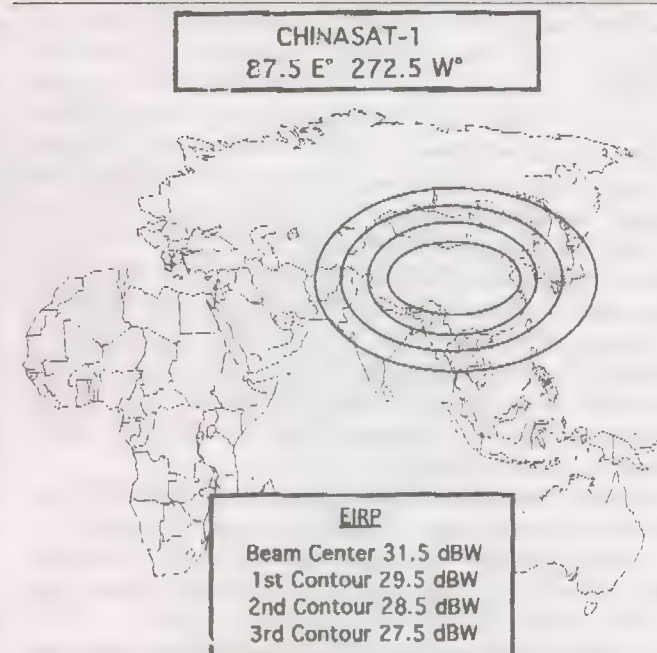 CHINASAT-1
87.5 E° 272.5 W°
EIRP
Beam Center 31.5 dBW
1st Contour 29.5 dBW
2nd Contour 28.5 dBW
3rd Contour 27.5 dBW